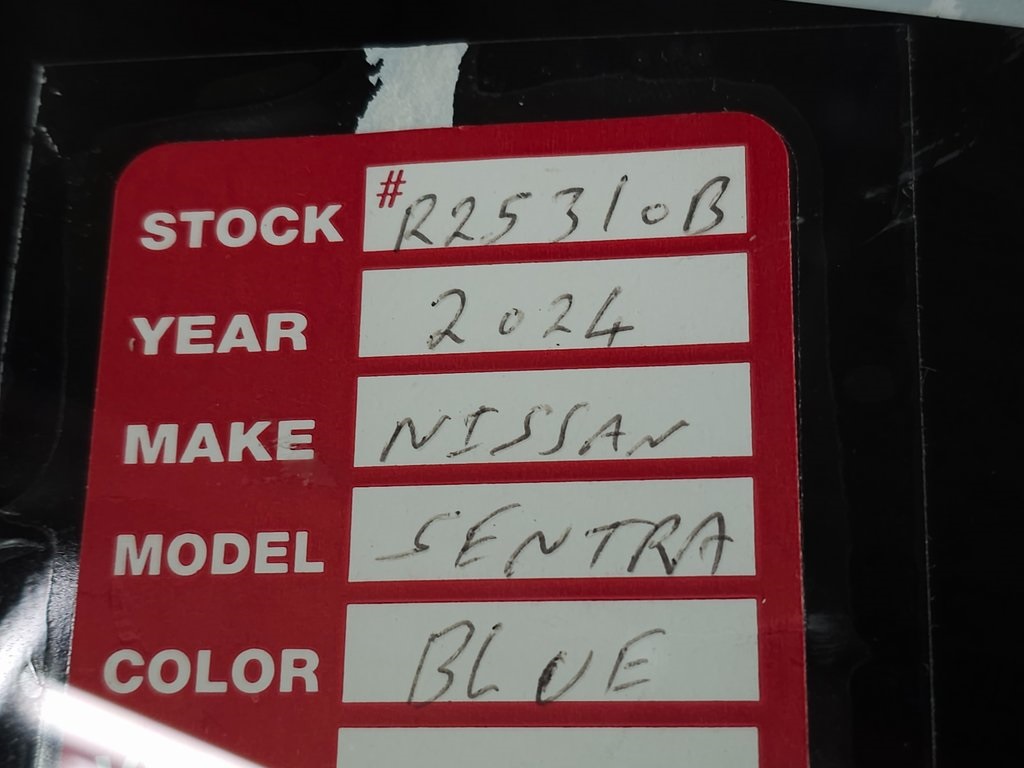 STOCK #R25310B
YEAR 2024
MAKE NISSAN
MODEL SENTRA
COLOR BLUE